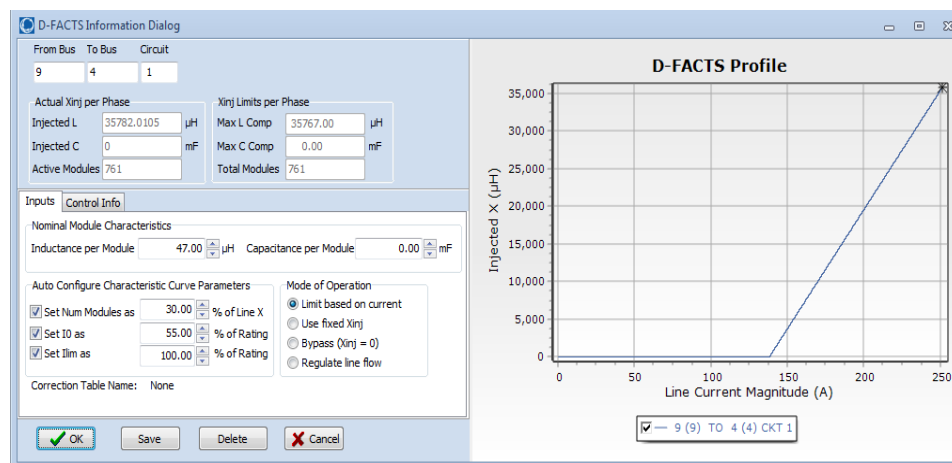 D-FACTS Information Dialog
From Bus To Bus Circuit
9 4 1
Actual Xinj per Phase
Injected L 35782.0105 µH
Injected C 0 mF
Active Modules 761
Xinj Limits per Phase
Max L Comp 35767.00 µH
Max C Comp 0.00 mF
Total Modules 761
Inputs Control Info
Nominal Module Characteristics
Inductance per Module 47.00 µH Capacitance per Module 0.00 mF
Auto Configure Characteristic Curve Parameters
Set Num Modules as 30.00 % of Line X
Set I0 as 55.00 % of Rating
Set Ilim as 100.00 % of Rating
Mode of Operation
Limit based on current
Use fixed Xinj
Bypass (Xinj = 0)
Regulate line flow
Correction Table Name: None
OK Save Delete Cancel
D-FACTS Profile
Injected X (µH)
35,000
30,000
25,000
20,000
15,000
10,000
5,000
0
0 50 100 150 200 250
Line Current Magnitude (A)
9 (9) TO 4 (4) CKT 1